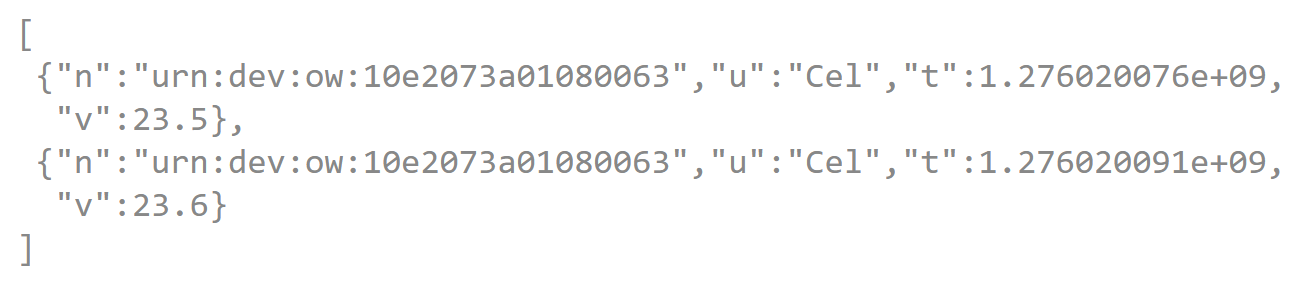 [
 {"n":"urn:dev:ow:10e2073a01080063","u":"Cel","t":1.276020076e+09,
  "v":23.5},
 {"n":"urn:dev:ow:10e2073a01080063","u":"Cel","t":1.276020091e+09,
  "v":23.6}
]